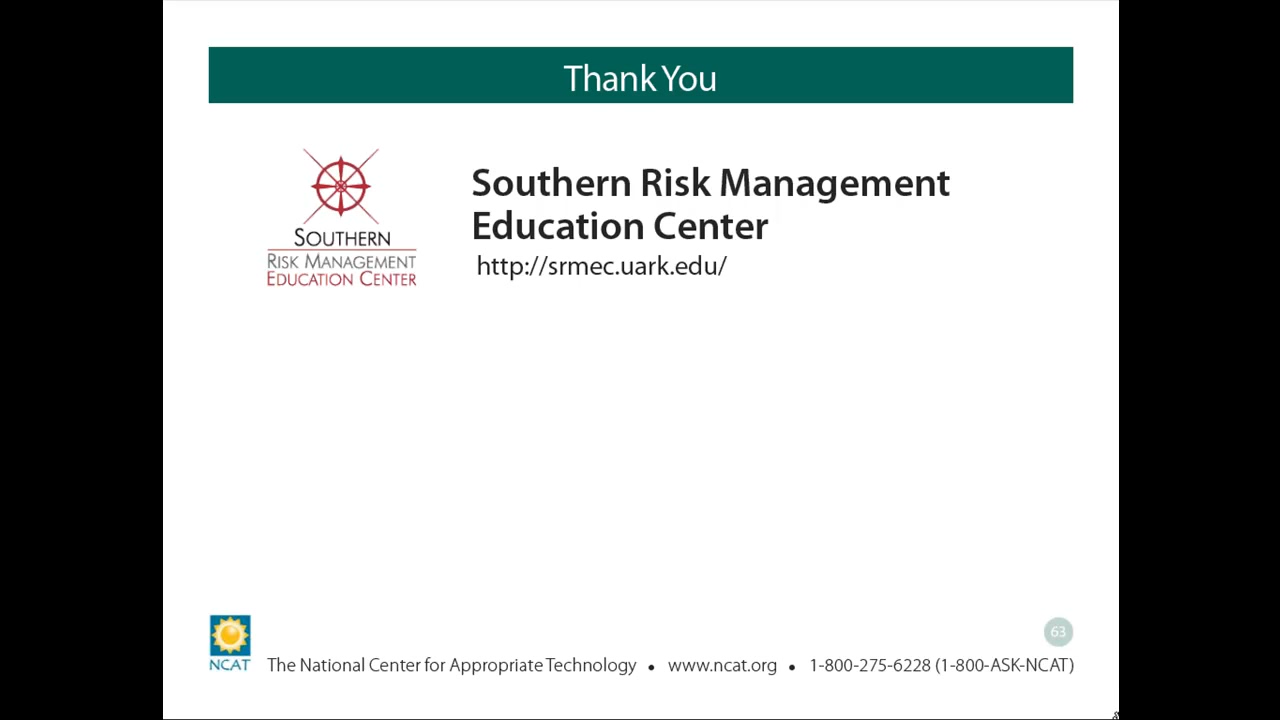 Thank You
SOUTHERN
RISK MANAGEMENT
EDUCATION CENTER
Southern Risk Management
Education Center
http://srmec.uark.edu/
63
NCAT
The National Center for Appropriate Technology • www.ncat.org • 1-800-275-6228 (1-800-ASK-NCAT)